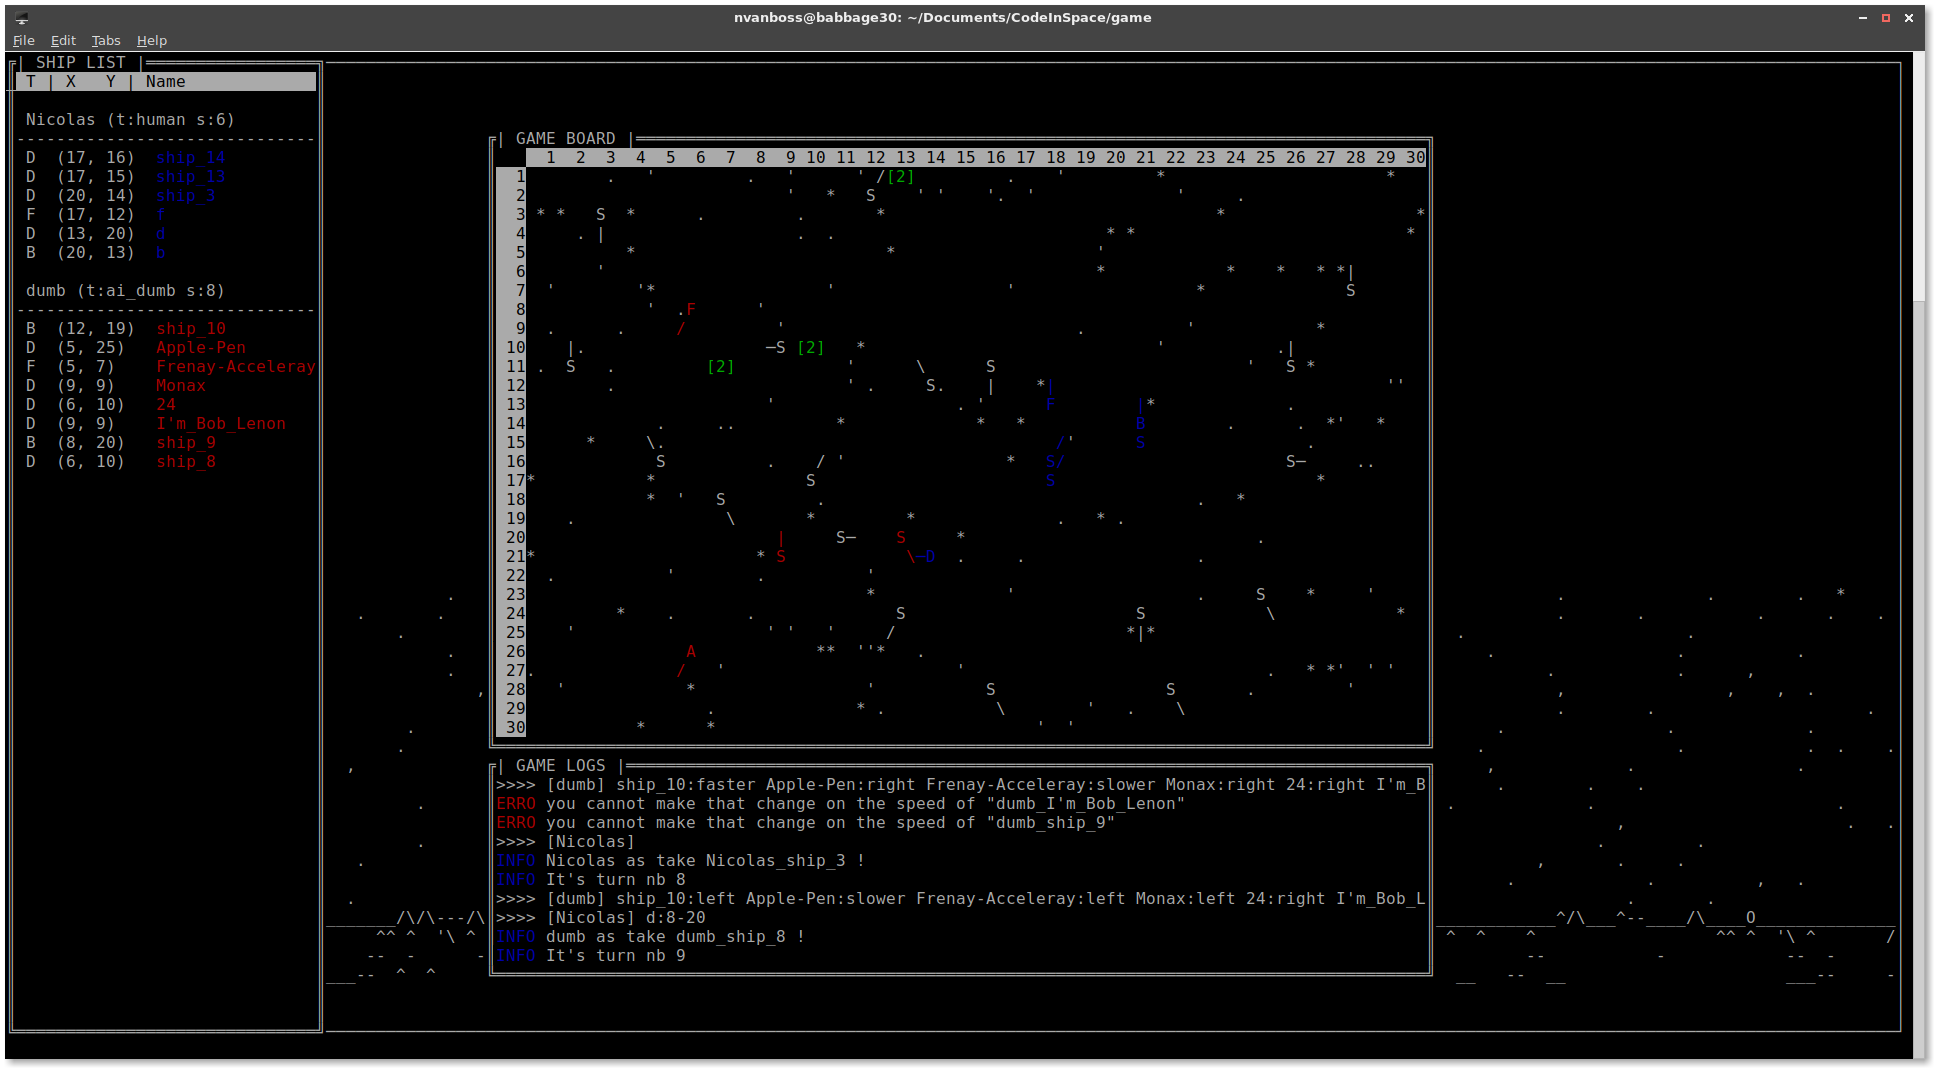 nvanboss@babbage30: ~/Documents/CodeInSpace/game
File Edit Tabs Help
| SHIP LIST |
T | X Y | Name
Nicolas (t:human s:6)
------------------------------
D (17, 16) ship_14
D (17, 15) ship_13
D (20, 14) ship_3
F (17, 12) f
D (13, 20) d
B (20, 13) b
dumb (t:ai_dumb s:8)
------------------------------
B (12, 19) ship_10
D (5, 25) Apple-Pen
F (5, 7) Frenay-Acceleray
D (9, 9) Monax
D (6, 10) 24
D (9, 9) I'm_Bob_Lenon
B (8, 20) ship_9
D (6, 10) ship_8
| GAME BOARD |
1 2 3 4 5 6 7 8 9 10 11 12 13 14 15 16 17 18 19 20 21 22 23 24 25 26 27 28 29 30
1 . ' . ' ' /[2] . ' * *
2 ' * S ' ' '. ' ' .
3 * * S * . . * * *
4 . | . . * * *
5 * * '
6 ' * * * * *|
7 ' '* ' ' * S
8 ' .F '
9 . . / ' . ' *
10 |. —S [2] * ' .|
11 . S . [2] ' \ S ' S *
12 . ' . S. | *| ''
13 ' . ' F |* .
14 . .. * * * B . . *' *
15 * \. /' S .
16 S . / ' * S/ S— ..
17 * * S S *
18 * ' S . . *
19 . \ * * . * .
20 | S— S * .
21 * * S \—D . . .
22 . ' . '
23 * ' . S * '
24 * . . S S \ *
25 ' ' ' ' / *|*
26 A ** ''* .
27 . / ' ' . * *' ' '
28 ' * ' S S . '
29 . * . \ ' . \
30 * * ' '
| GAME LOGS |
>>>> [dumb] ship_10:faster Apple-Pen:right Frenay-Acceleray:slower Monax:right 24:right I'm_B
ERRO you cannot make that change on the speed of "dumb_I'm_Bob_Lenon"
ERRO you cannot make that change on the speed of "dumb_ship_9"
>>>> [Nicolas]
INFO Nicolas as take Nicolas_ship_3 !
INFO It's turn nb 8
>>>> [dumb] ship_10:left Apple-Pen:slower Frenay-Acceleray:left Monax:left 24:right I'm_Bob_L
>>>> [Nicolas] d:8-20
INFO dumb as take dumb_ship_8 !
INFO It's turn nb 9